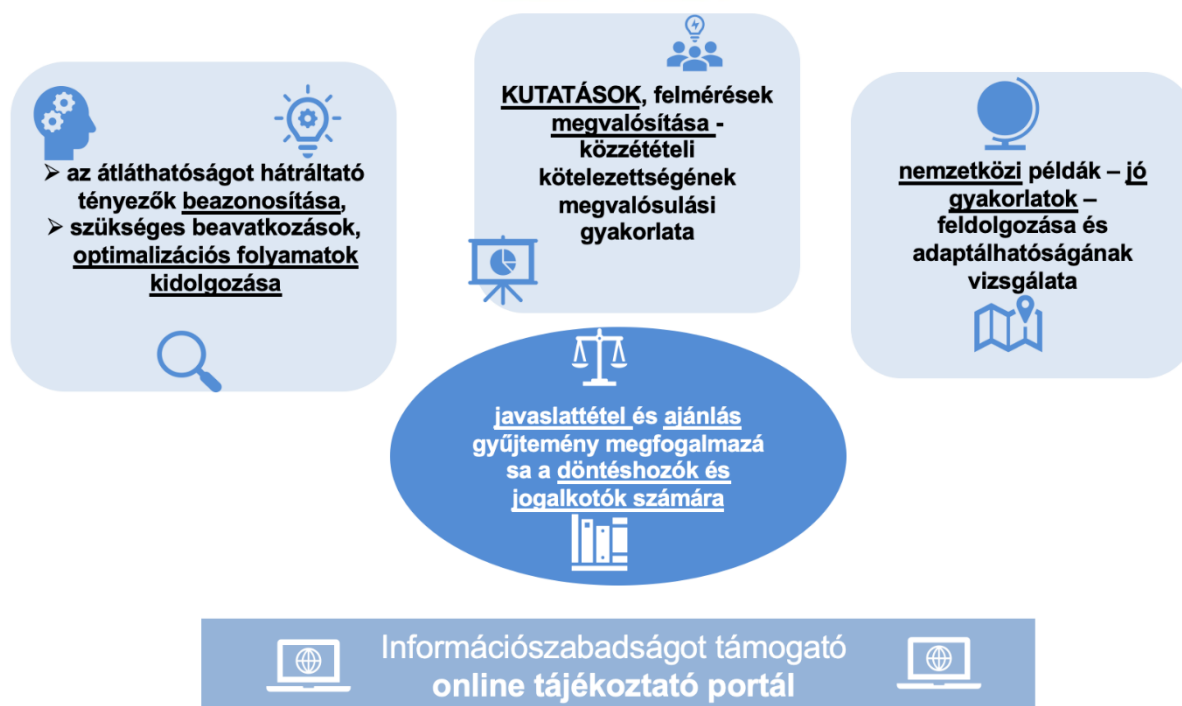 ➢ az átláthatóságot hátráltató
tényezők beazonosítása,
➢ szükséges beavatkozások,
optimalizációs folyamatok
kidolgozása
KUTATÁSOK, felmérések
megvalósítása -
közzétételi
kötelezettségének
megvalósulási
gyakorlata
nemzetközi példák – jó
gyakorlatok –
feldolgozása és
adaptálhatóságának
vizsgálata
javaslattétel és ajánlás
gyűjtemény megfogalmazá
sa a döntéshozók és
jogalkotók számára
Információszabadságot támogató
online tájékoztató portál